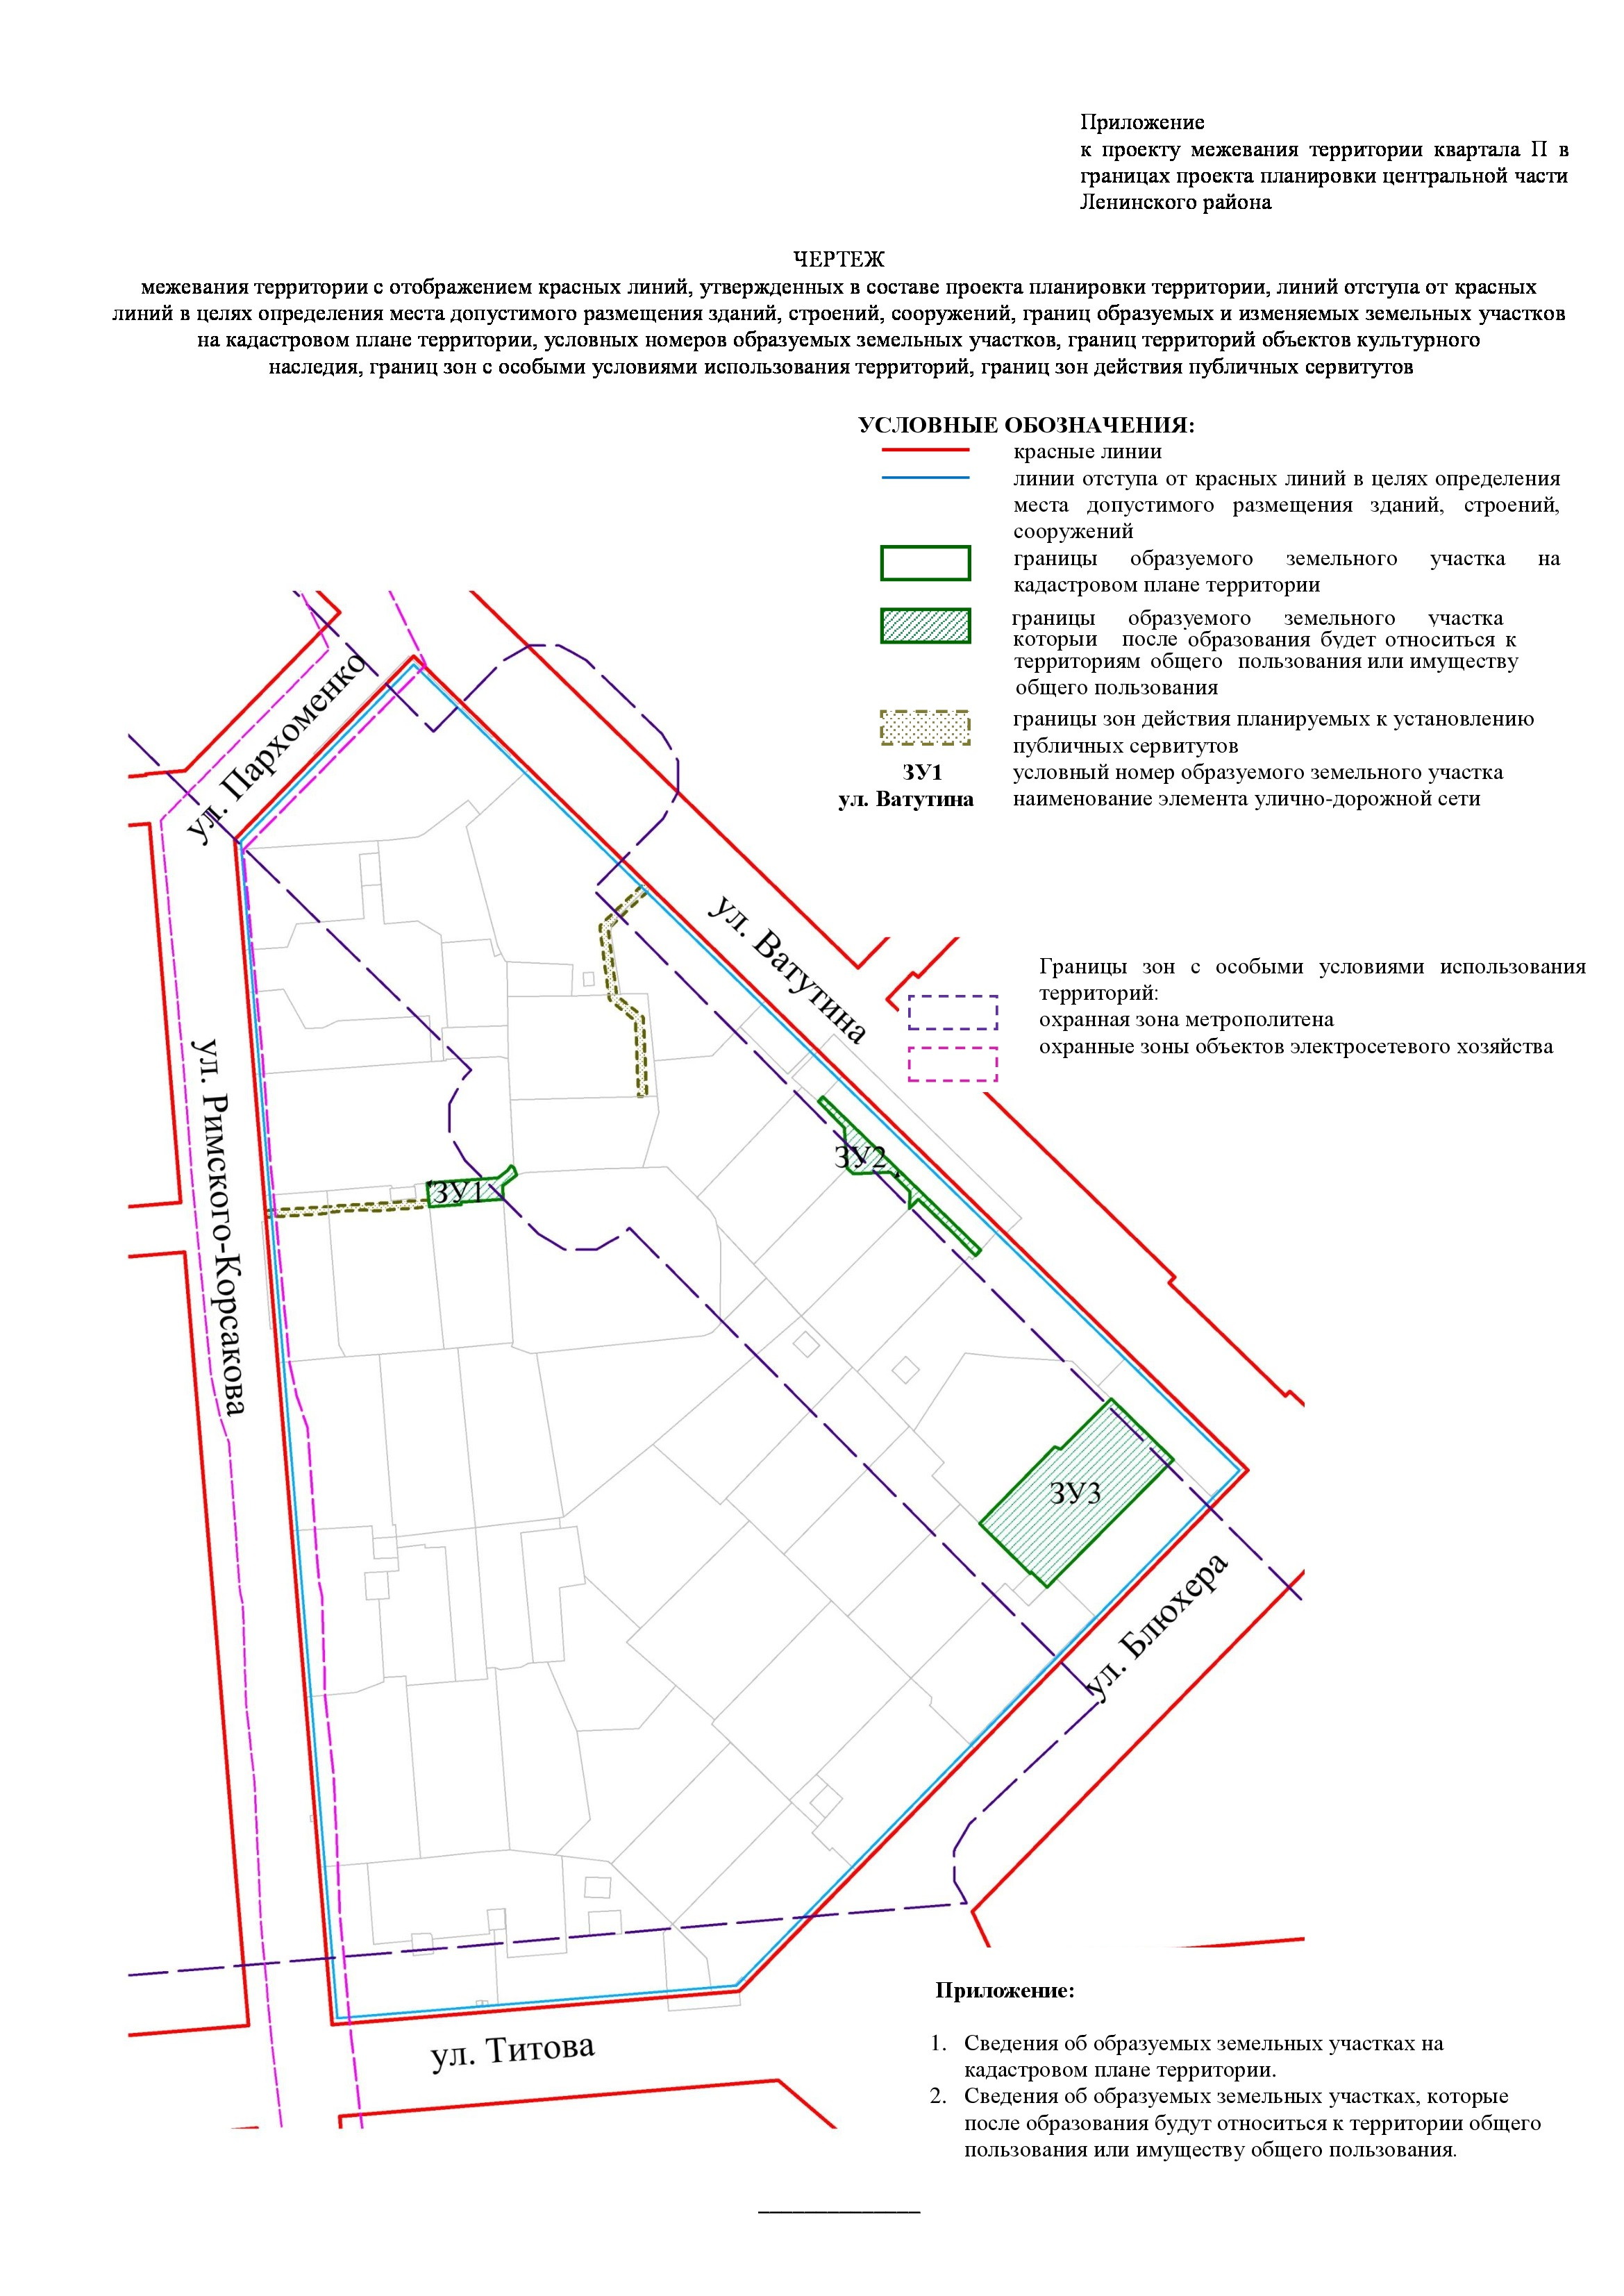 Приложение
к проекту межевания территории квартала П в
границах проекта планировки центральной части
Ленинского района
ЧЕРТЕЖ
межевания территории с отображением красных линий, утвержденных в составе проекта планировки территории, линий отступа от красных
линий в целях определения места допустимого размещения зданий, строений, сооружений, границ образуемых и изменяемых земельных участков
на кадастровом плане территории, условных номеров образуемых земельных участков, границ территорий объектов культурного
наследия, границ зон с особыми условиями использования территорий, границ зон действия публичных сервитутов
УСЛОВНЫЕ ОБОЗНАЧЕНИЯ:
красные линии
линии отступа от красных линий в целях определения
места допустимого размещения зданий, строений,
сооружений
границы образуемого земельного участка на
кадастровом плане территории
границы образуемого земельного участка
которыи после образования будет относиться к
территориям общего пользования или имуществу
общего пользования
границы зон действия планируемых к установлению
публичных сервитутов
ЗУ1 условный номер образуемого земельного участка
ул. Ватутина наименование элемента улично-дорожной сети
Границы зон с особыми условиями использования
территорий:
охранная зона метрополитена
охранные зоны объектов электросетевого хозяйства
ул. Пархоменко
ул. Ватутина
ул. Римского-Корсакова
ЗУ2
ЗУ1
ЗУ3
ул. Блюхера
ул. Титова
Приложение:
1. Сведения об образуемых земельных участках на
кадастровом плане территории.
2. Сведения об образуемых земельных участках, которые
после образования будут относиться к территории общего
пользования или имуществу общего пользования.